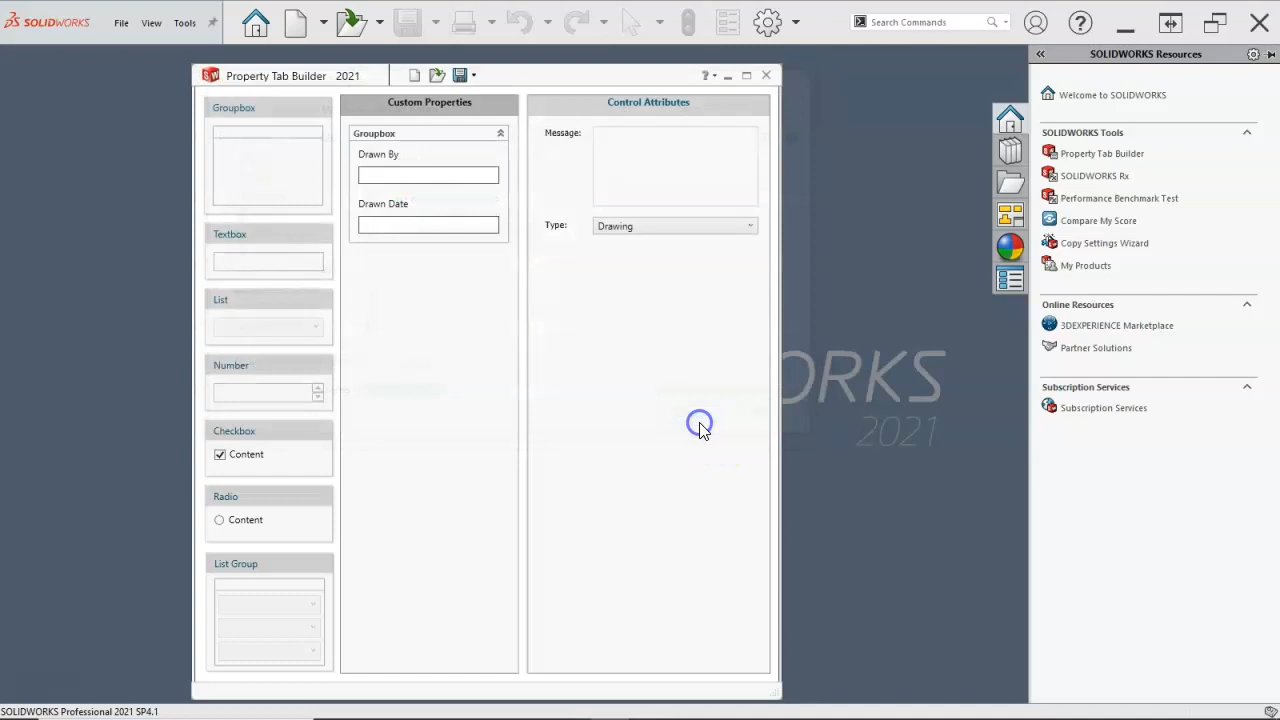 SOLIDWORKS
File View Tools
Search Commands
?
SOLIDWORKS Resources
Property Tab Builder 2021
?
Groupbox
Textbox
List
Number
Checkbox
Content
Radio
Content
List Group
Custom Properties
Groupbox
Drawn By
Drawn Date
Control Attributes
Message:
Type: Drawing
ORKS
2021
Welcome to SOLIDWORKS
SOLIDWORKS Tools
Property Tab Builder
SOLIDWORKS Rx
Performance Benchmark Test
Compare My Score
Copy Settings Wizard
My Products
Online Resources
3DEXPERIENCE Marketplace
Partner Solutions
Subscription Services
Subscription Services
SOLIDWORKS Professional 2021 SP4.1